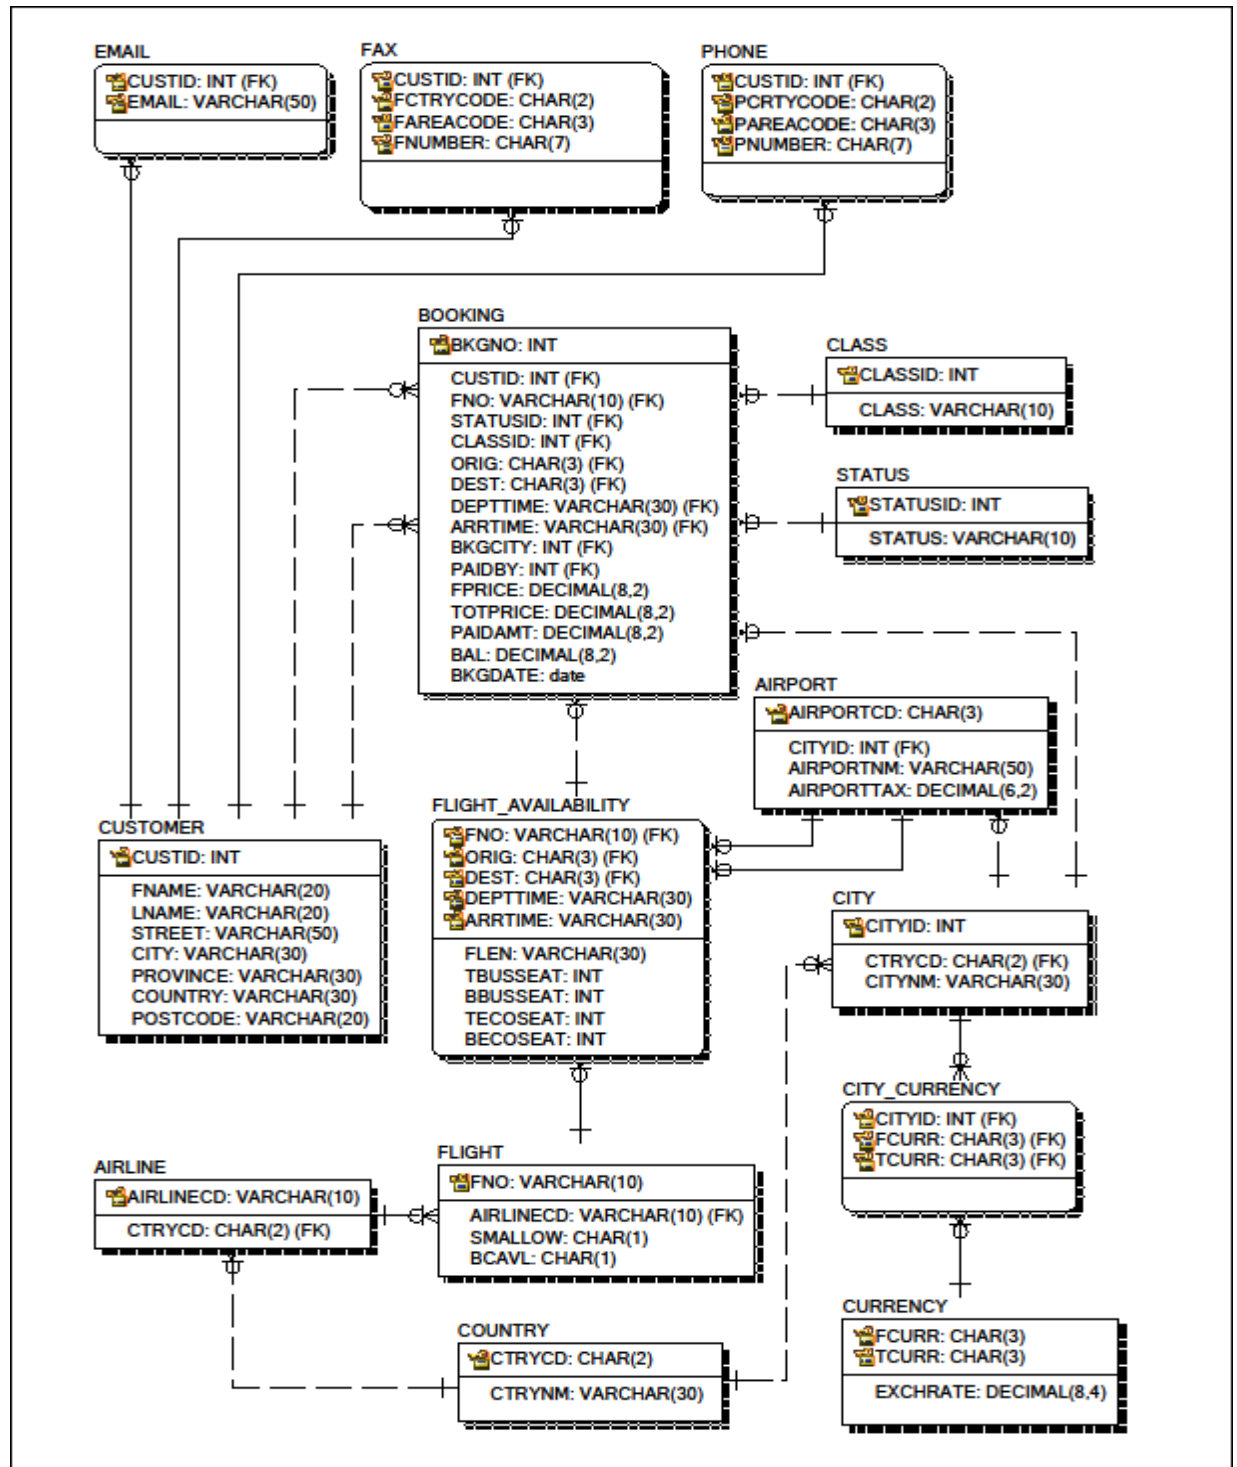 EMAIL
CUSTID: INT (FK)
EMAIL: VARCHAR(50)
FAX
CUSTID: INT (FK)
FCTRYCODE: CHAR(2)
FAREACODE: CHAR(3)
FNUMBER: CHAR(7)
PHONE
CUSTID: INT (FK)
PCRTYCODE: CHAR(2)
PAREACODE: CHAR(3)
PNUMBER: CHAR(7)
BOOKING
BKGNO: INT
CUSTID: INT (FK)
FNO: VARCHAR(10) (FK)
STATUSID: INT (FK)
CLASSID: INT (FK)
ORIG: CHAR(3) (FK)
DEST: CHAR(3) (FK)
DEPTTIME: VARCHAR(30) (FK)
ARRTIME: VARCHAR(30) (FK)
BKGCITY: INT (FK)
PAIDBY: INT (FK)
FPRICE: DECIMAL(8,2)
TOTPRICE: DECIMAL(8,2)
PAIDAMT: DECIMAL(8,2)
BAL: DECIMAL(8,2)
BKGDATE: date
CLASS
CLASSID: INT
CLASS: VARCHAR(10)
STATUS
STATUSID: INT
STATUS: VARCHAR(10)
AIRPORT
AIRPORTCD: CHAR(3)
CITYID: INT (FK)
AIRPORTNM: VARCHAR(50)
AIRPORTTAX: DECIMAL(6,2)
CUSTOMER
CUSTID: INT
FNAME: VARCHAR(20)
LNAME: VARCHAR(20)
STREET: VARCHAR(50)
CITY: VARCHAR(30)
PROVINCE: VARCHAR(30)
COUNTRY: VARCHAR(30)
POSTCODE: VARCHAR(20)
FLIGHT_AVAILABILITY
FNO: VARCHAR(10) (FK)
ORIG: CHAR(3) (FK)
DEST: CHAR(3) (FK)
DEPTTIME: VARCHAR(30)
ARRTIME: VARCHAR(30)
FLEN: VARCHAR(30)
TBUSSEAT: INT
BBUSSEAT: INT
TECOSEAT: INT
BECOSEAT: INT
CITY
CITYID: INT
CTRYCD: CHAR(2) (FK)
CITYNM: VARCHAR(30)
CITY_CURRENCY
CITYID: INT (FK)
FCURR: CHAR(3) (FK)
TCURR: CHAR(3) (FK)
AIRLINE
AIRLINECD: VARCHAR(10)
CTRYCD: CHAR(2) (FK)
FLIGHT
FNO: VARCHAR(10)
AIRLINECD: VARCHAR(10) (FK)
SMALLOW: CHAR(1)
BCAVL: CHAR(1)
COUNTRY
CTRYCD: CHAR(2)
CTRYNM: VARCHAR(30)
CURRENCY
FCURR: CHAR(3)
TCURR: CHAR(3)
EXCHRATE: DECIMAL(8,4)